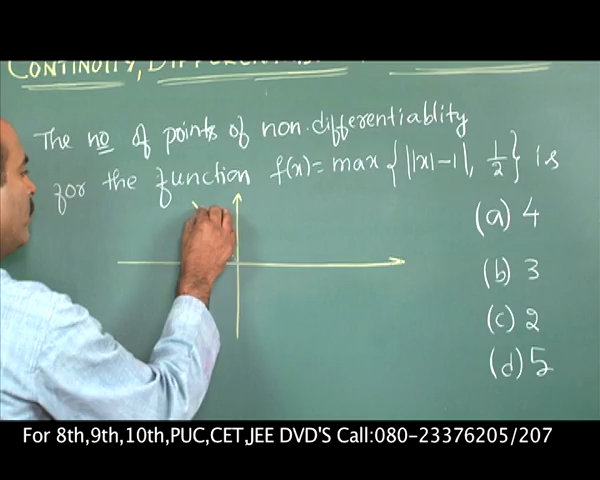 CONTINUITY, DIFFERENTI
The no of points of non-differentiablity
for the function f(x) = max { ||x| - 1|, 1/2 } is
(a) 4
(b) 3
(c) 2
(d) 5
For 8th,9th,10th,PUC,CET,JEE DVD'S Call:080-23376205/207